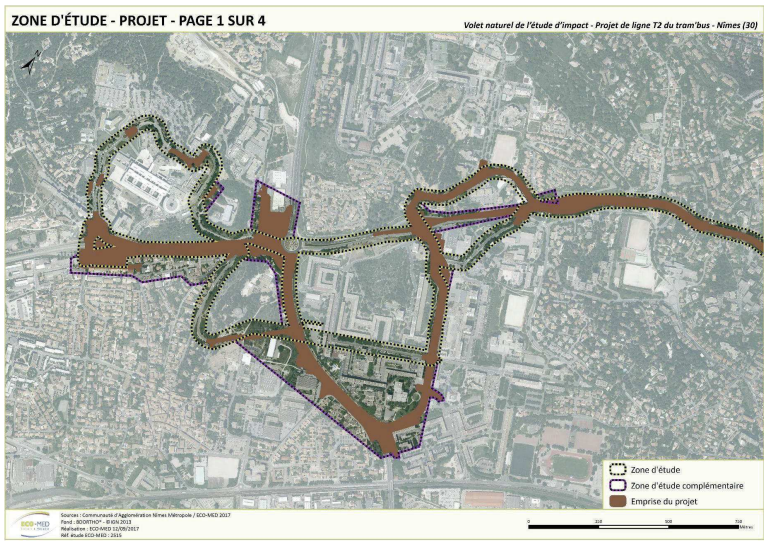 ZONE D'ÉTUDE - PROJET - PAGE 1 SUR 4
Volet naturel de l'étude d'impact - Projet de ligne T2 du tram'bus - Nîmes (30)
N
Zone d'étude
Zone d'étude complémentaire
Emprise du projet
ECO-MED
Sources : Communauté d'Agglomération Nîmes Métropole / ECO-MED 2017
Fond : BDORTHO® - ©IGN 2013
Réalisation : ECO-MED 12/09/2017
Réf. étude ECO-MED : 2515
0 250 500 750
Mètres